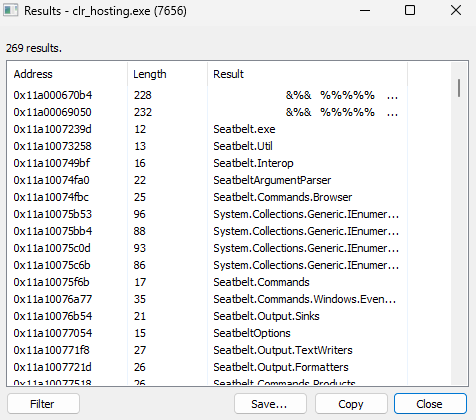 Results - clr_hosting.exe (7656)
269 results.
Address Length Result
0x11a000670b4 228 &%& %%%%% ...
0x11a00069050 232 &%& %%%%% ...
0x11a1007239d 12 Seatbelt.exe
0x11a10073258 13 Seatbelt.Util
0x11a100749bf 16 Seatbelt.Interop
0x11a10074fa0 22 SeatbeltArgumentParser
0x11a10074fbc 25 Seatbelt.Commands.Browser
0x11a10075b53 96 System.Collections.Generic.IEnumer...
0x11a10075bb4 88 System.Collections.Generic.IEnumer...
0x11a10075c0d 93 System.Collections.Generic.IEnumer...
0x11a10075c6b 86 System.Collections.Generic.IEnumer...
0x11a10075f6b 17 Seatbelt.Commands
0x11a10076a77 35 Seatbelt.Commands.Windows.Even...
0x11a10076b54 21 Seatbelt.Output.Sinks
0x11a10077054 15 SeatbeltOptions
0x11a100771f8 27 Seatbelt.Output.TextWriters
0x11a1007721d 26 Seatbelt.Output.Formatters
0x11a10077518 26 Seatbelt.Commands.Products
Filter Save... Copy Close